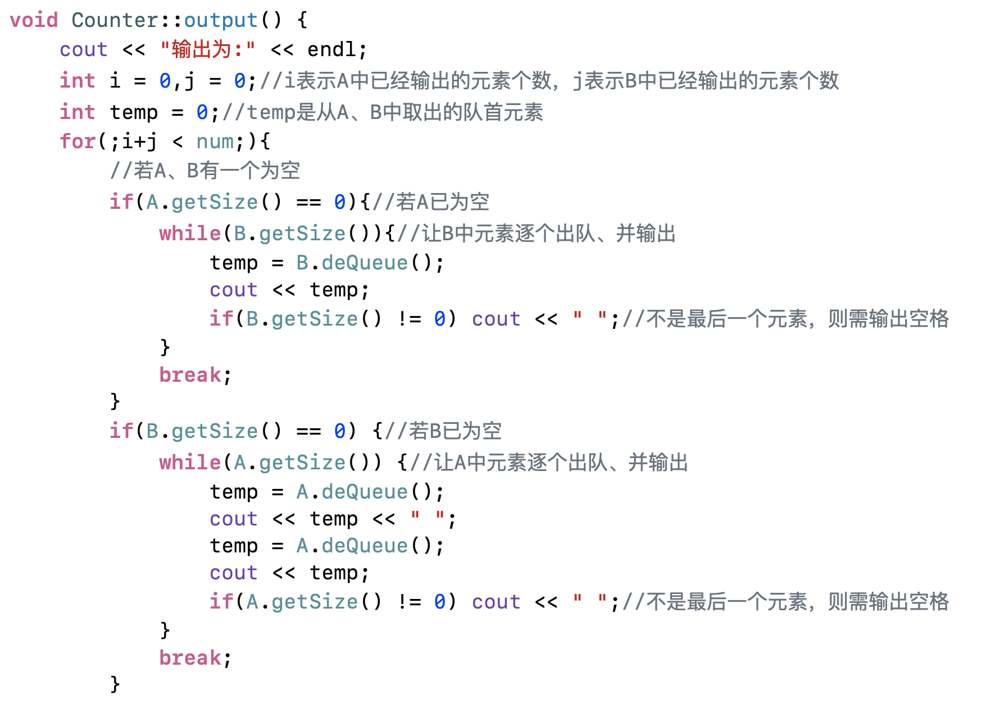 void Counter::output() {
    cout << "输出为:" << endl;
    int i = 0,j = 0;//i表示A中已经输出的元素个数，j表示B中已经输出的元素个数
    int temp = 0;//temp是从A、B中取出的队首元素
    for(;i+j < num;){
        //若A、B有一个为空
        if(A.getSize() == 0){//若A已为空
            while(B.getSize()){//让B中元素逐个出队、并输出
                temp = B.deQueue();
                cout << temp;
                if(B.getSize() != 0) cout << " ";//不是最后一个元素，则需输出空格
            }
            break;
        }
        if(B.getSize() == 0) {//若B已为空
            while(A.getSize()) {//让A中元素逐个出队、并输出
                temp = A.deQueue();
                cout << temp << " ";
                temp = A.deQueue();
                cout << temp;
                if(A.getSize() != 0) cout << " ";//不是最后一个元素，则需输出空格
            }
            break;
        }